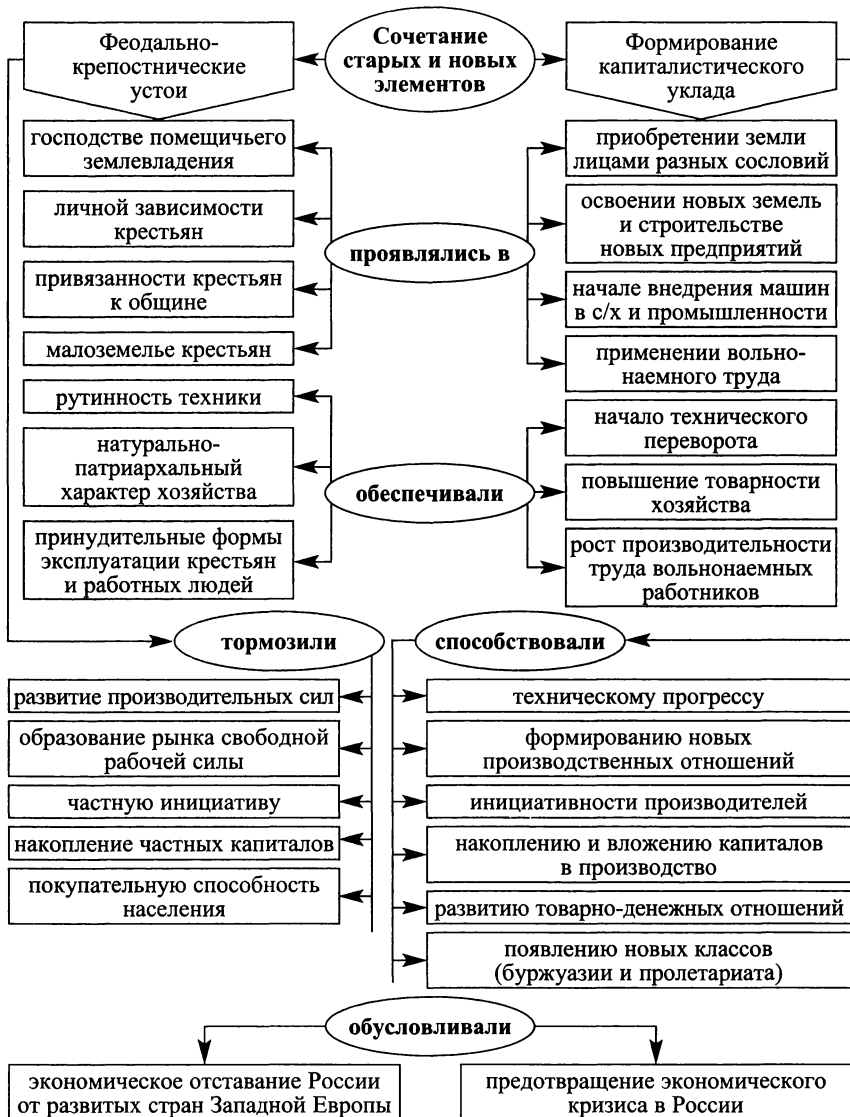 Феодально-
крепостнические
устои
Сочетание
старых и новых
элементов
Формирование
капиталистического
уклада
господстве помещичьего
землевладения
личной зависимости
крестьян
привязанности крестьян
к общине
малоземелье крестьян
проявлялись в
приобретении земли
лицами разных сословий
освоении новых земель
и строительстве
новых предприятий
начале внедрения машин
в с/х и промышленности
применении вольно-
наемного труда
рутинность техники
натурально-
патриархальный
характер хозяйства
принудительные формы
эксплуатации крестьян
и работных людей
обеспечивали
начало технического
переворота
повышение товарности
хозяйства
рост производительности
труда вольнонаемных
работников
тормозили
развитие производительных сил
образование рынка свободной
рабочей силы
частную инициативу
накопление частных капиталов
покупательную способность
населения
способствовали
техническому прогрессу
формированию новых
производственных отношений
инициативности производителей
накоплению и вложению капиталов
в производство
развитию товарно-денежных отношений
появлению новых классов
(буржуазии и пролетариата)
обусловливали
экономическое отставание России
от развитых стран Западной Европы
предотвращение экономического
кризиса в России